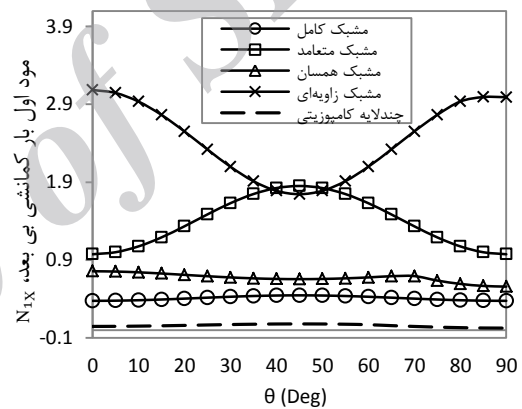 3.9
2.9
1.9
0.9
-0.1
مود اول بار کمانشی بی بعد، N1X
مشبک کامل
مشبک متعامد
مشبک همسان
مشبک زاویه‌ای
چندلایه کامپوزیتی
0 10 20 30 40 50 60 70 80 90
θ (Deg)
of S